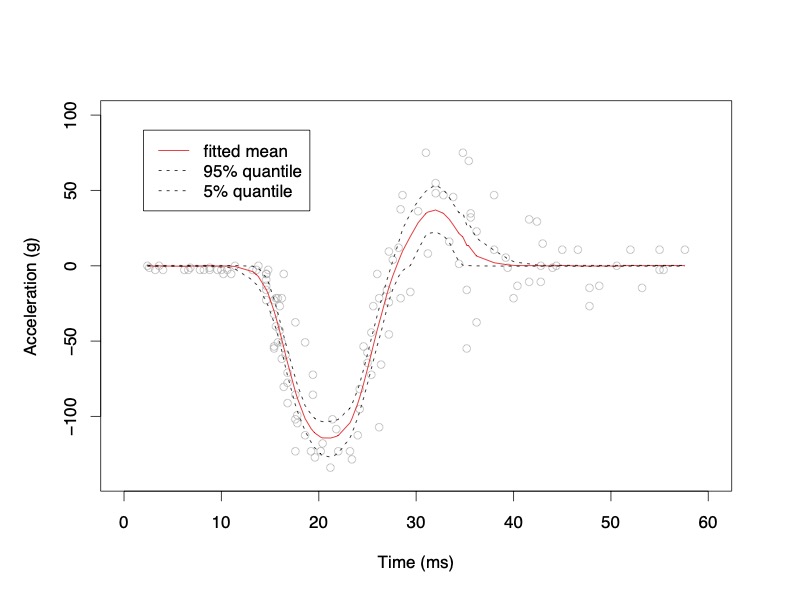 fitted mean
95% quantile
5% quantile
Acceleration (g)
100
50
0
−50
−100
0 10 20 30 40 50 60
Time (ms)